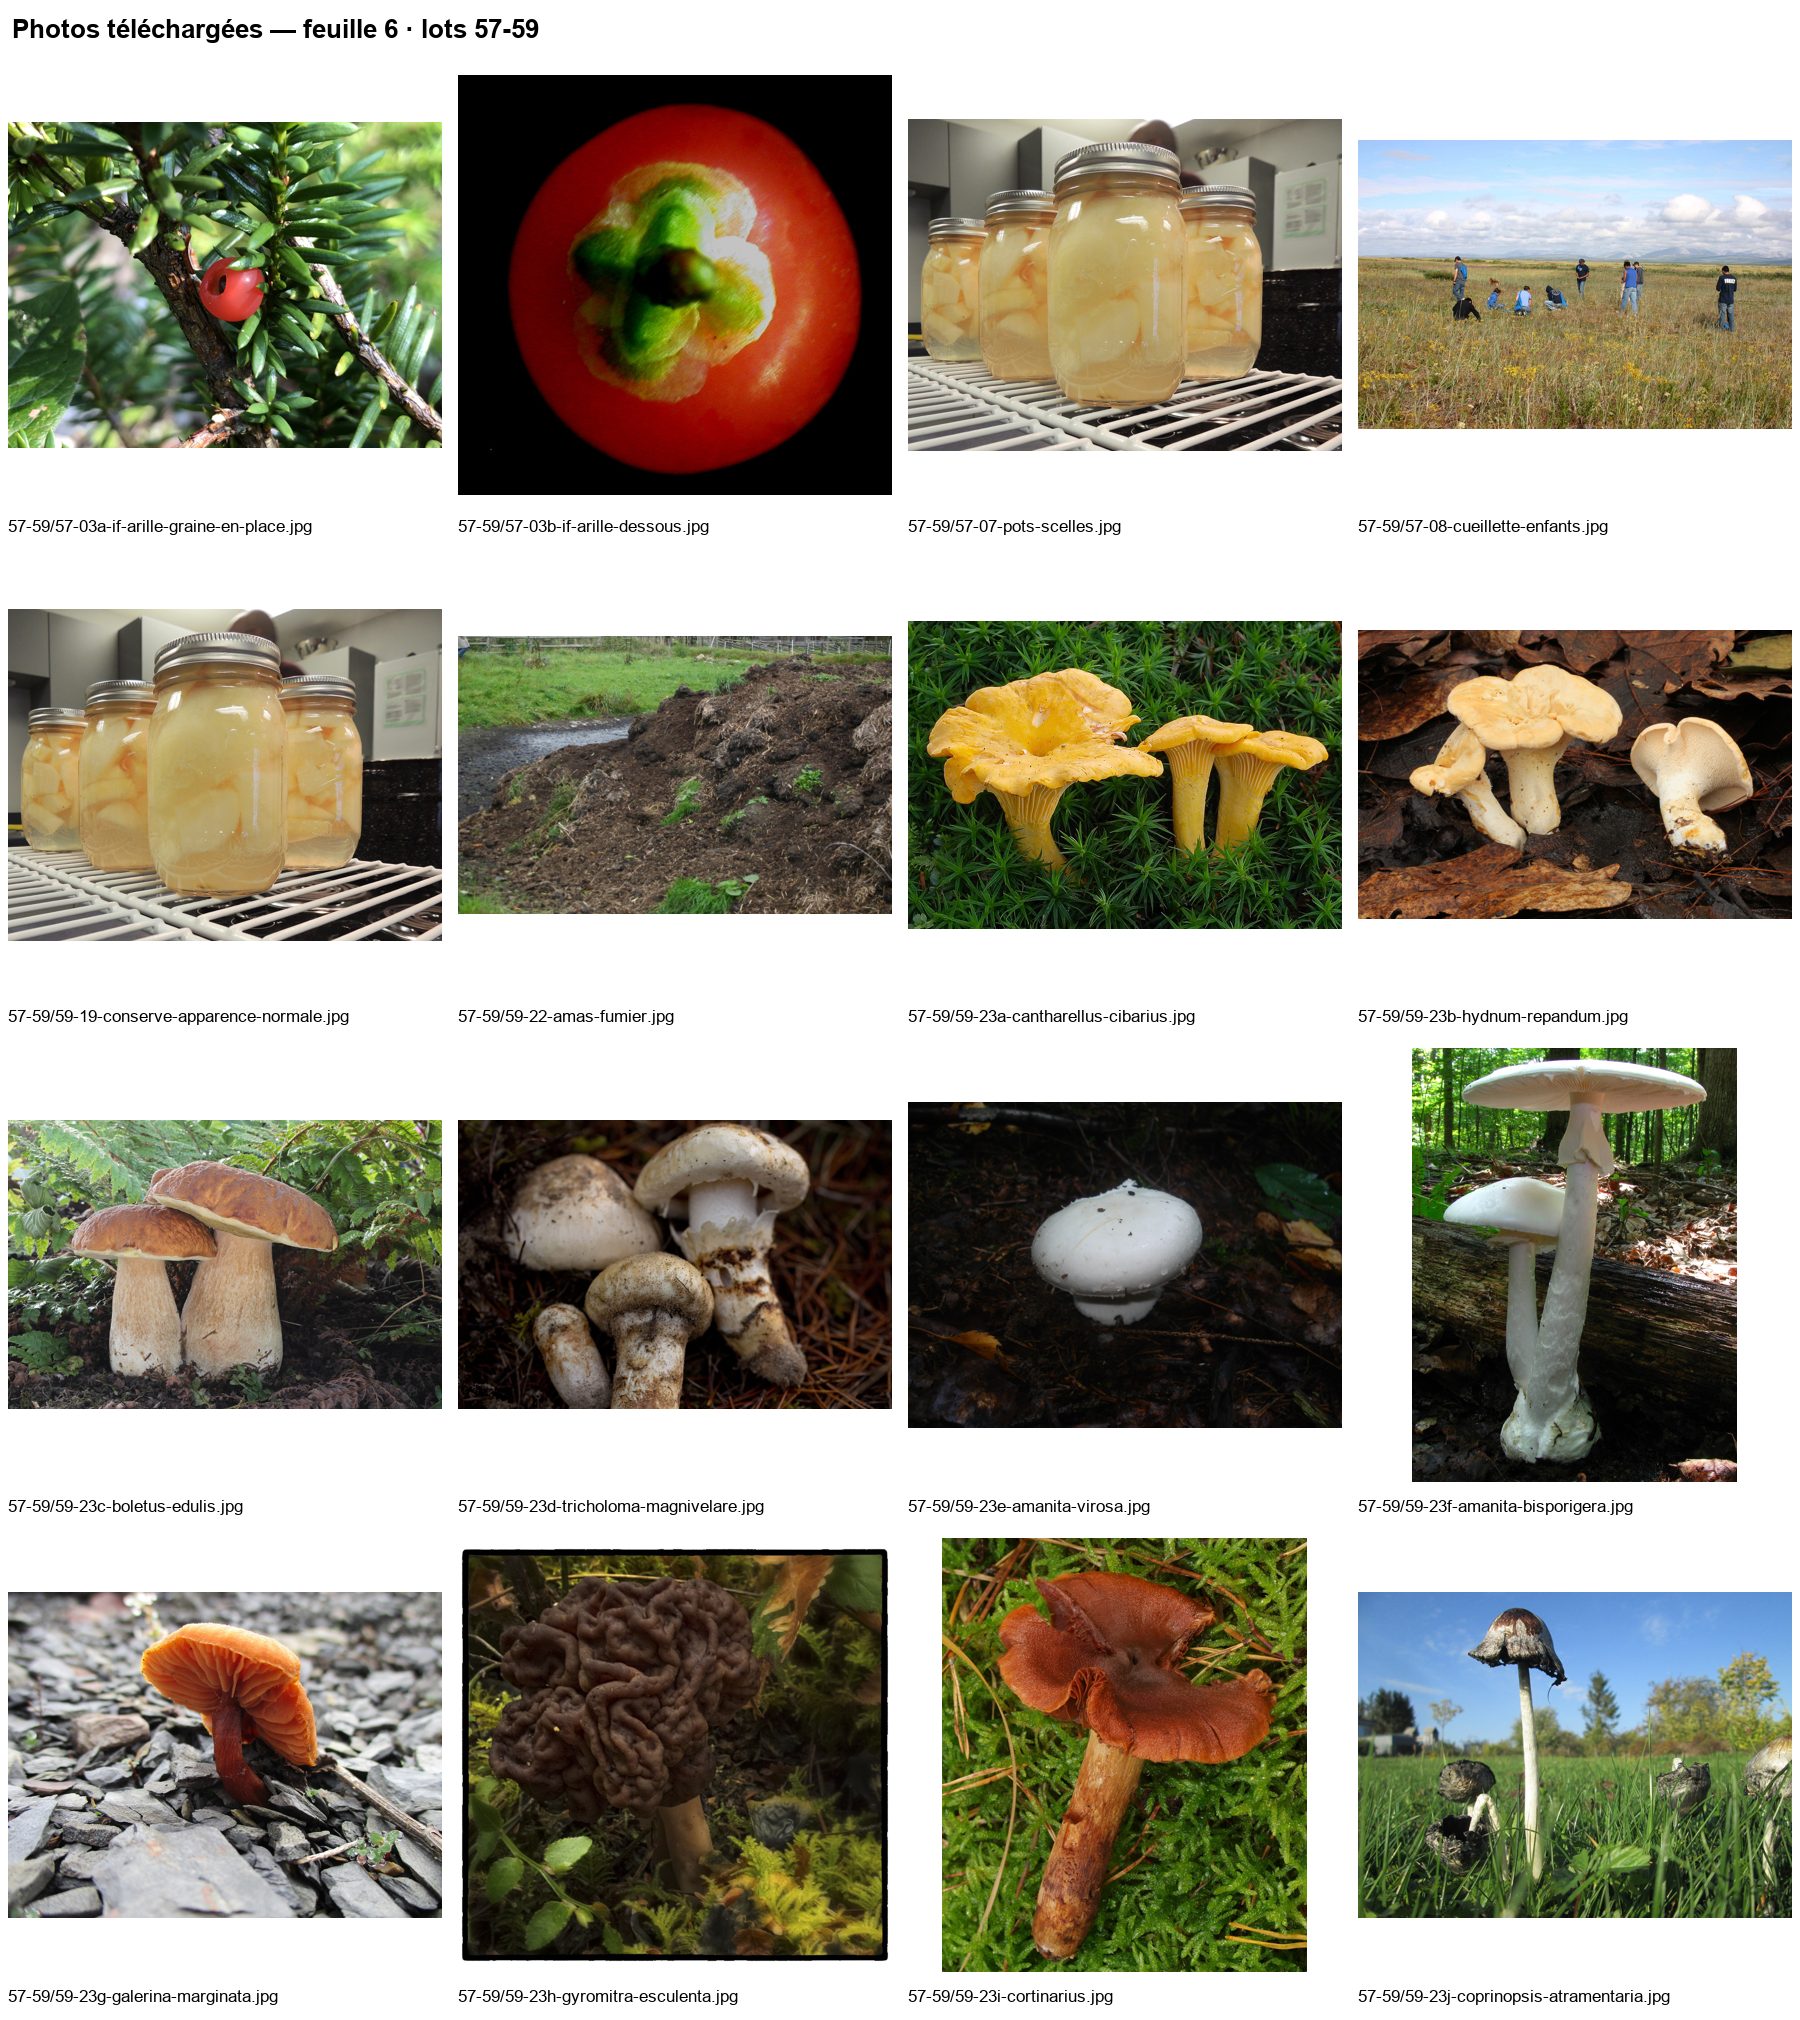 Photos téléchargées — feuille 6 · lots 57-59
57-59/57-03a-if-arille-graine-en-place.jpg
57-59/57-03b-if-arille-dessous.jpg
57-59/57-07-pots-scelles.jpg
57-59/57-08-cueillette-enfants.jpg
57-59/59-19-conserve-apparence-normale.jpg
57-59/59-22-amas-fumier.jpg
57-59/59-23a-cantharellus-cibarius.jpg
57-59/59-23b-hydnum-repandum.jpg
57-59/59-23c-boletus-edulis.jpg
57-59/59-23d-tricholoma-magnivelare.jpg
57-59/59-23e-amanita-virosa.jpg
57-59/59-23f-amanita-bisporigera.jpg
57-59/59-23g-galerina-marginata.jpg
57-59/59-23h-gyromitra-esculenta.jpg
57-59/59-23i-cortinarius.jpg
57-59/59-23j-coprinopsis-atramentaria.jpg